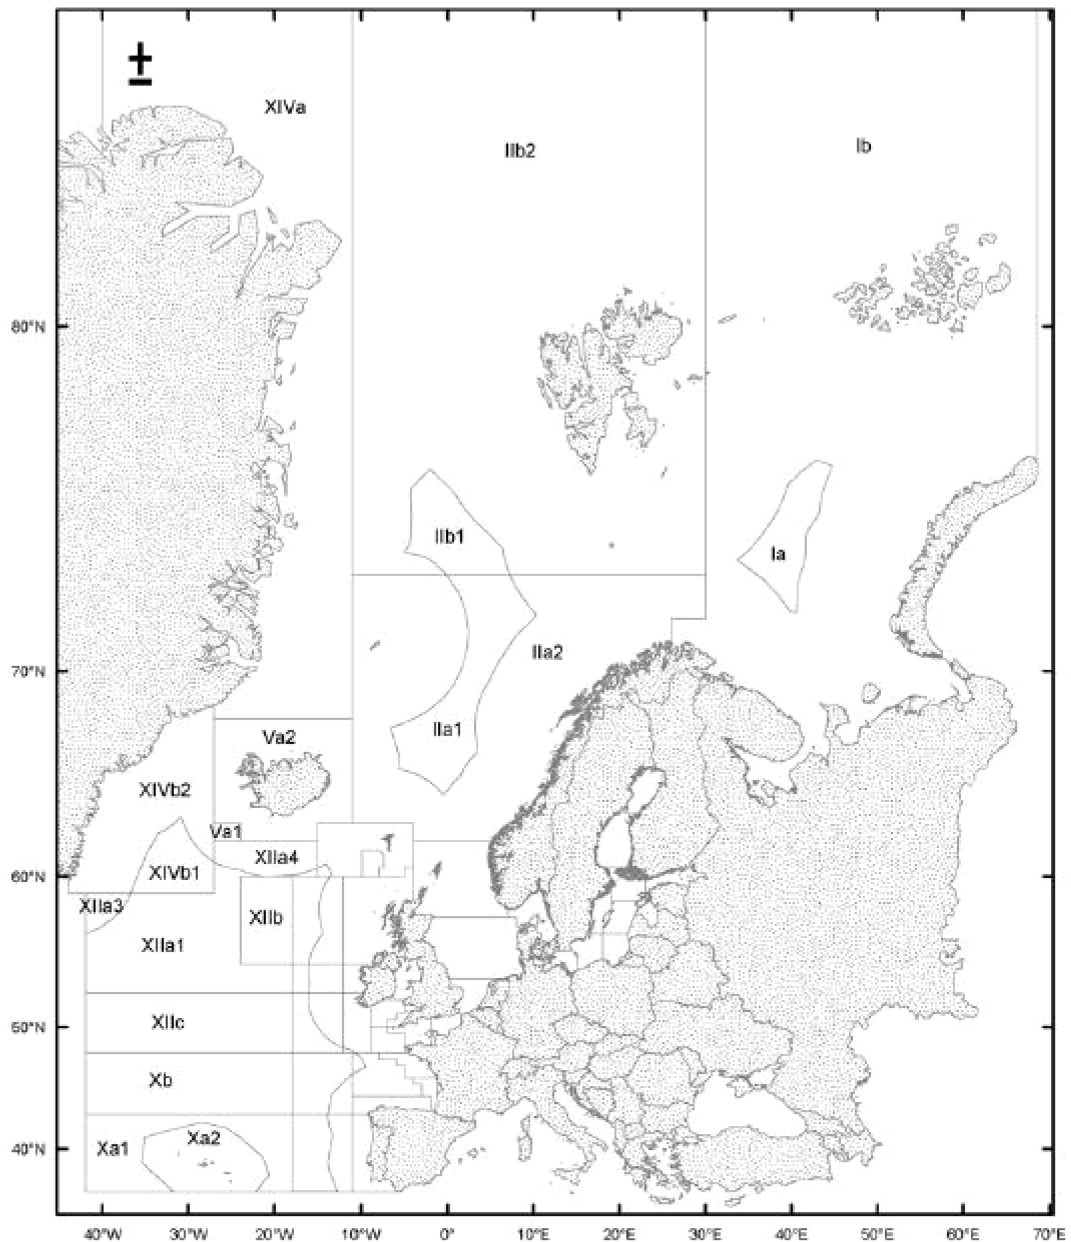 ±
XIVa
IIb2
Ib
80°N
IIb1
Ia
IIa2
70°N
IIa1
Va2
XIVb2
Va1
XIIa4
XIVb1
60°N
XIIa3
XIIb
XIIa1
XIIc
50°N
Xb
Xa1
Xa2
40°N
40°W 30°W 20°W 10°W 0° 10°E 20°E 30°E 40°E 50°E 60°E 70°E